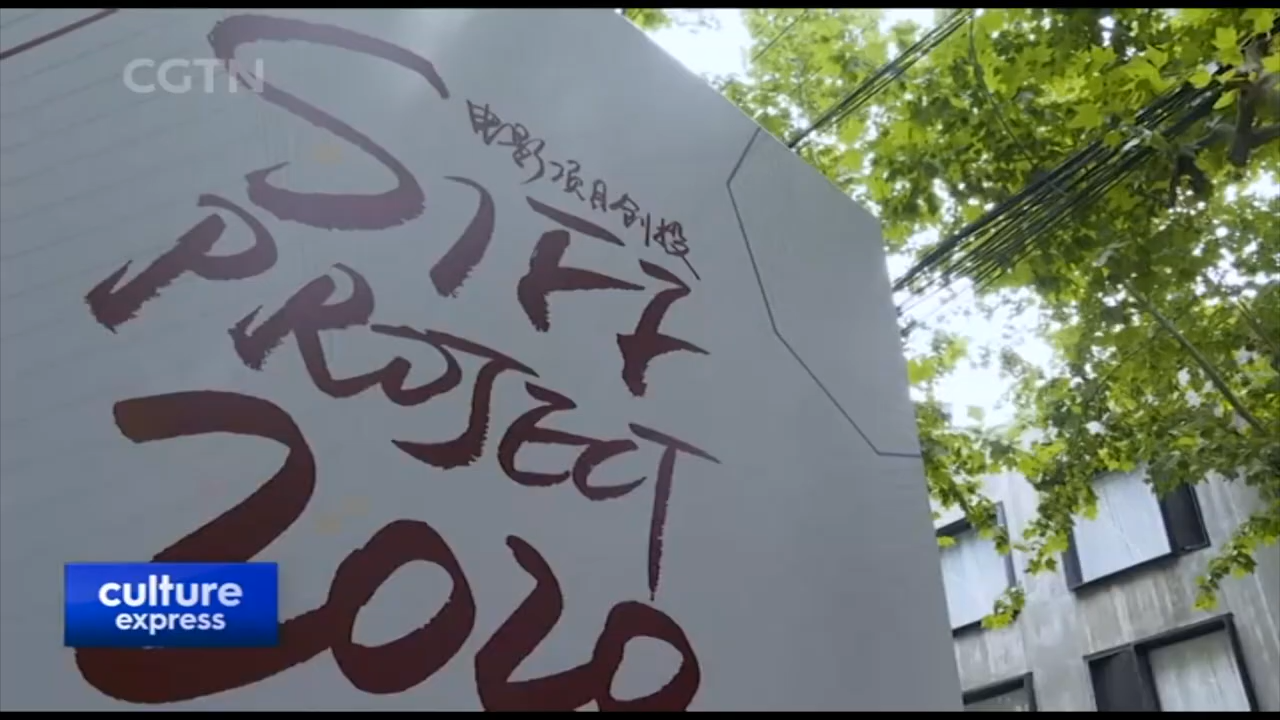 CGTN
SIFF
电影项目创投
PROJECT
2020
culture
express